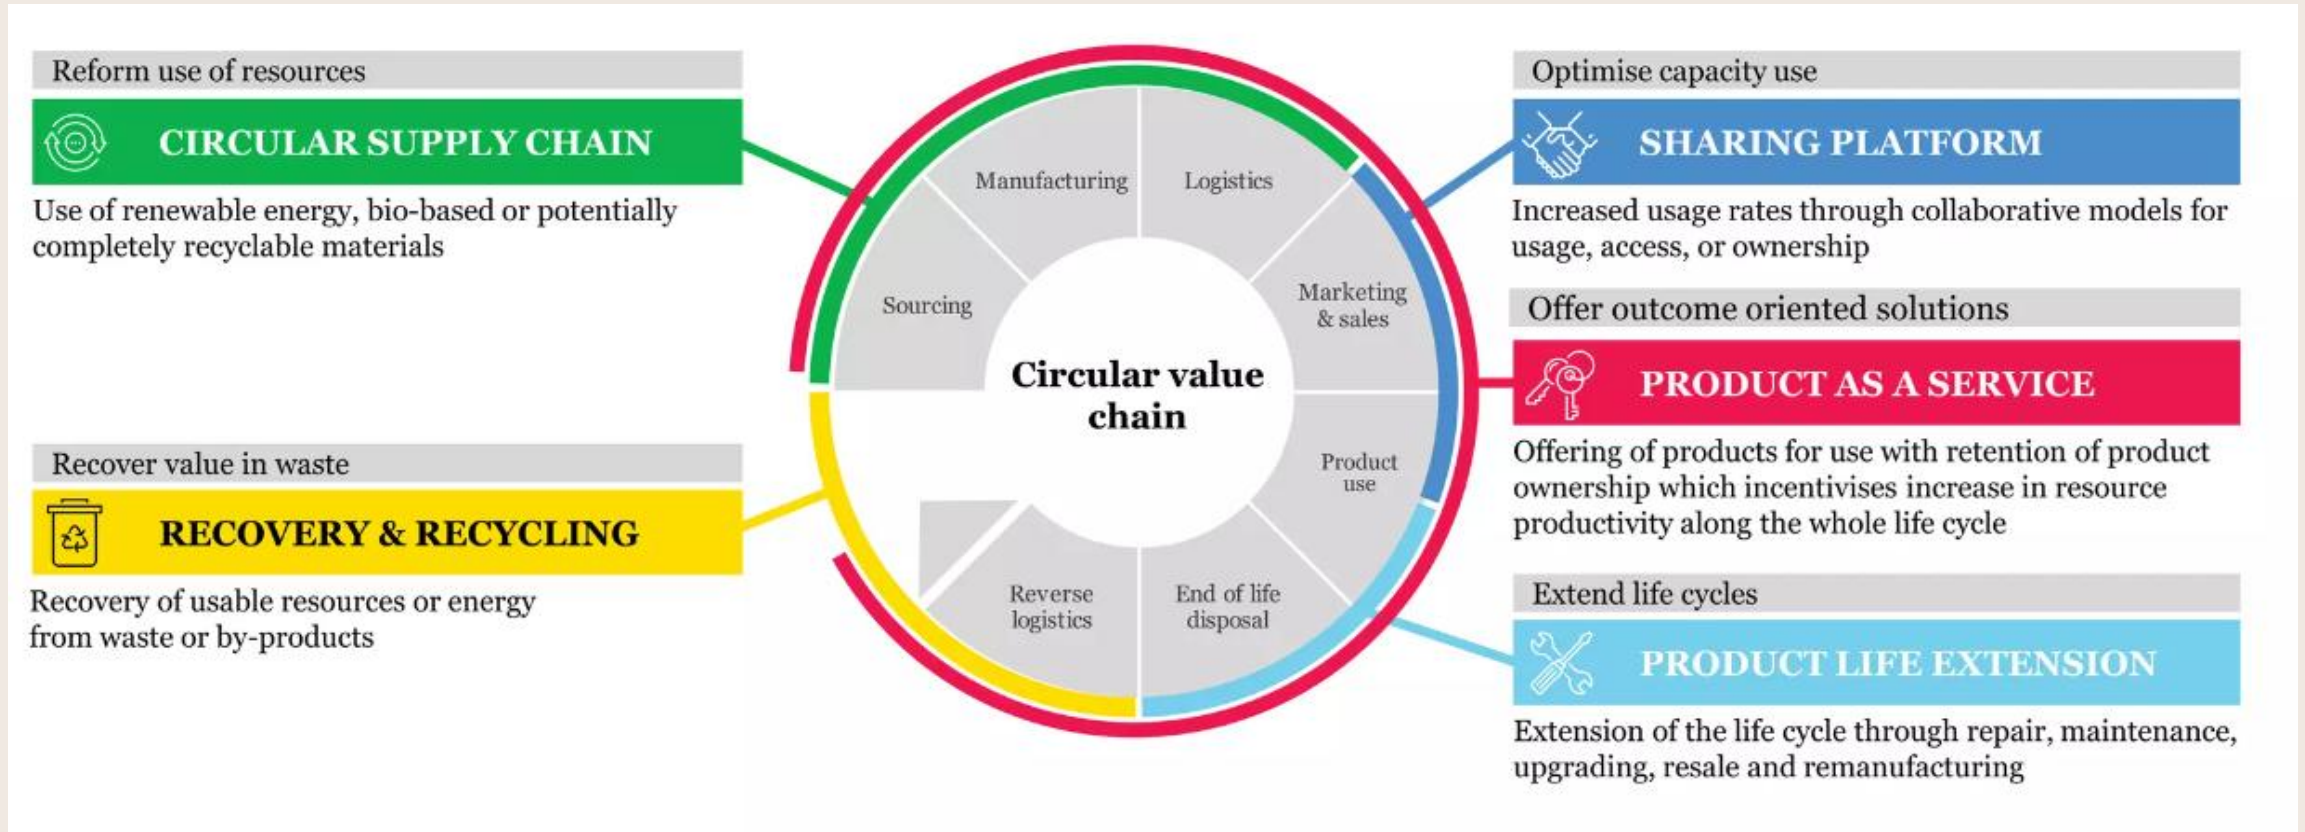 Reform use of resources
CIRCULAR SUPPLY CHAIN
Use of renewable energy, bio-based or potentially
completely recyclable materials
Recover value in waste
RECOVERY & RECYCLING
Recovery of usable resources or energy
from waste or by-products
Manufacturing
Logistics
Sourcing
Marketing
& sales
Circular value
chain
Product
use
Reverse
logistics
End of life
disposal
Optimise capacity use
SHARING PLATFORM
Increased usage rates through collaborative models for
usage, access, or ownership
Offer outcome oriented solutions
PRODUCT AS A SERVICE
Offering of products for use with retention of product
ownership which incentivises increase in resource
productivity along the whole life cycle
Extend life cycles
PRODUCT LIFE EXTENSION
Extension of the life cycle through repair, maintenance,
upgrading, resale and remanufacturing